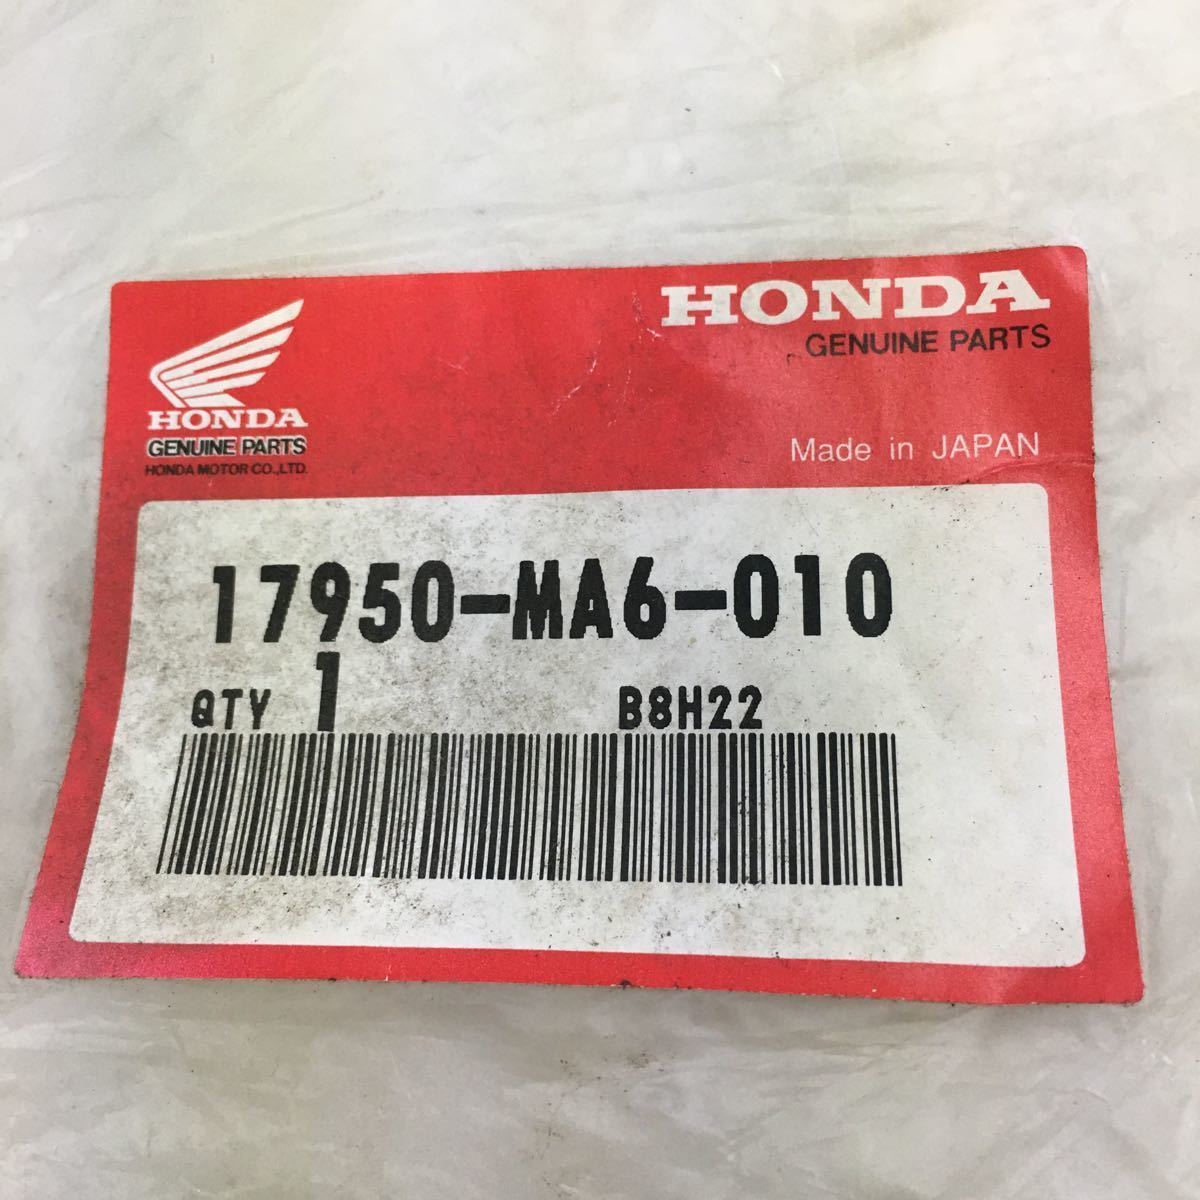 HONDA
GENUINE PARTS
HONDA
GENUINE PARTS
HONDA MOTOR CO.,LTD.
Made in JAPAN
17950-MA6-010
QTY 1 B8H22